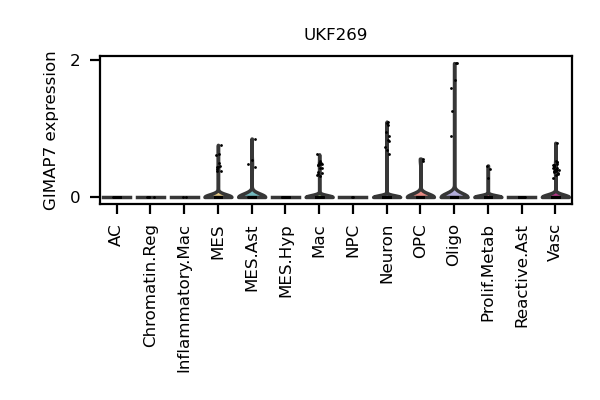 UKF269
GIMAP7 expression
2
0
AC
Chromatin.Reg
Inflammatory.Mac
MES
MES.Ast
MES.Hyp
Mac
NPC
Neuron
OPC
Oligo
Prolif.Metab
Reactive.Ast
Vasc